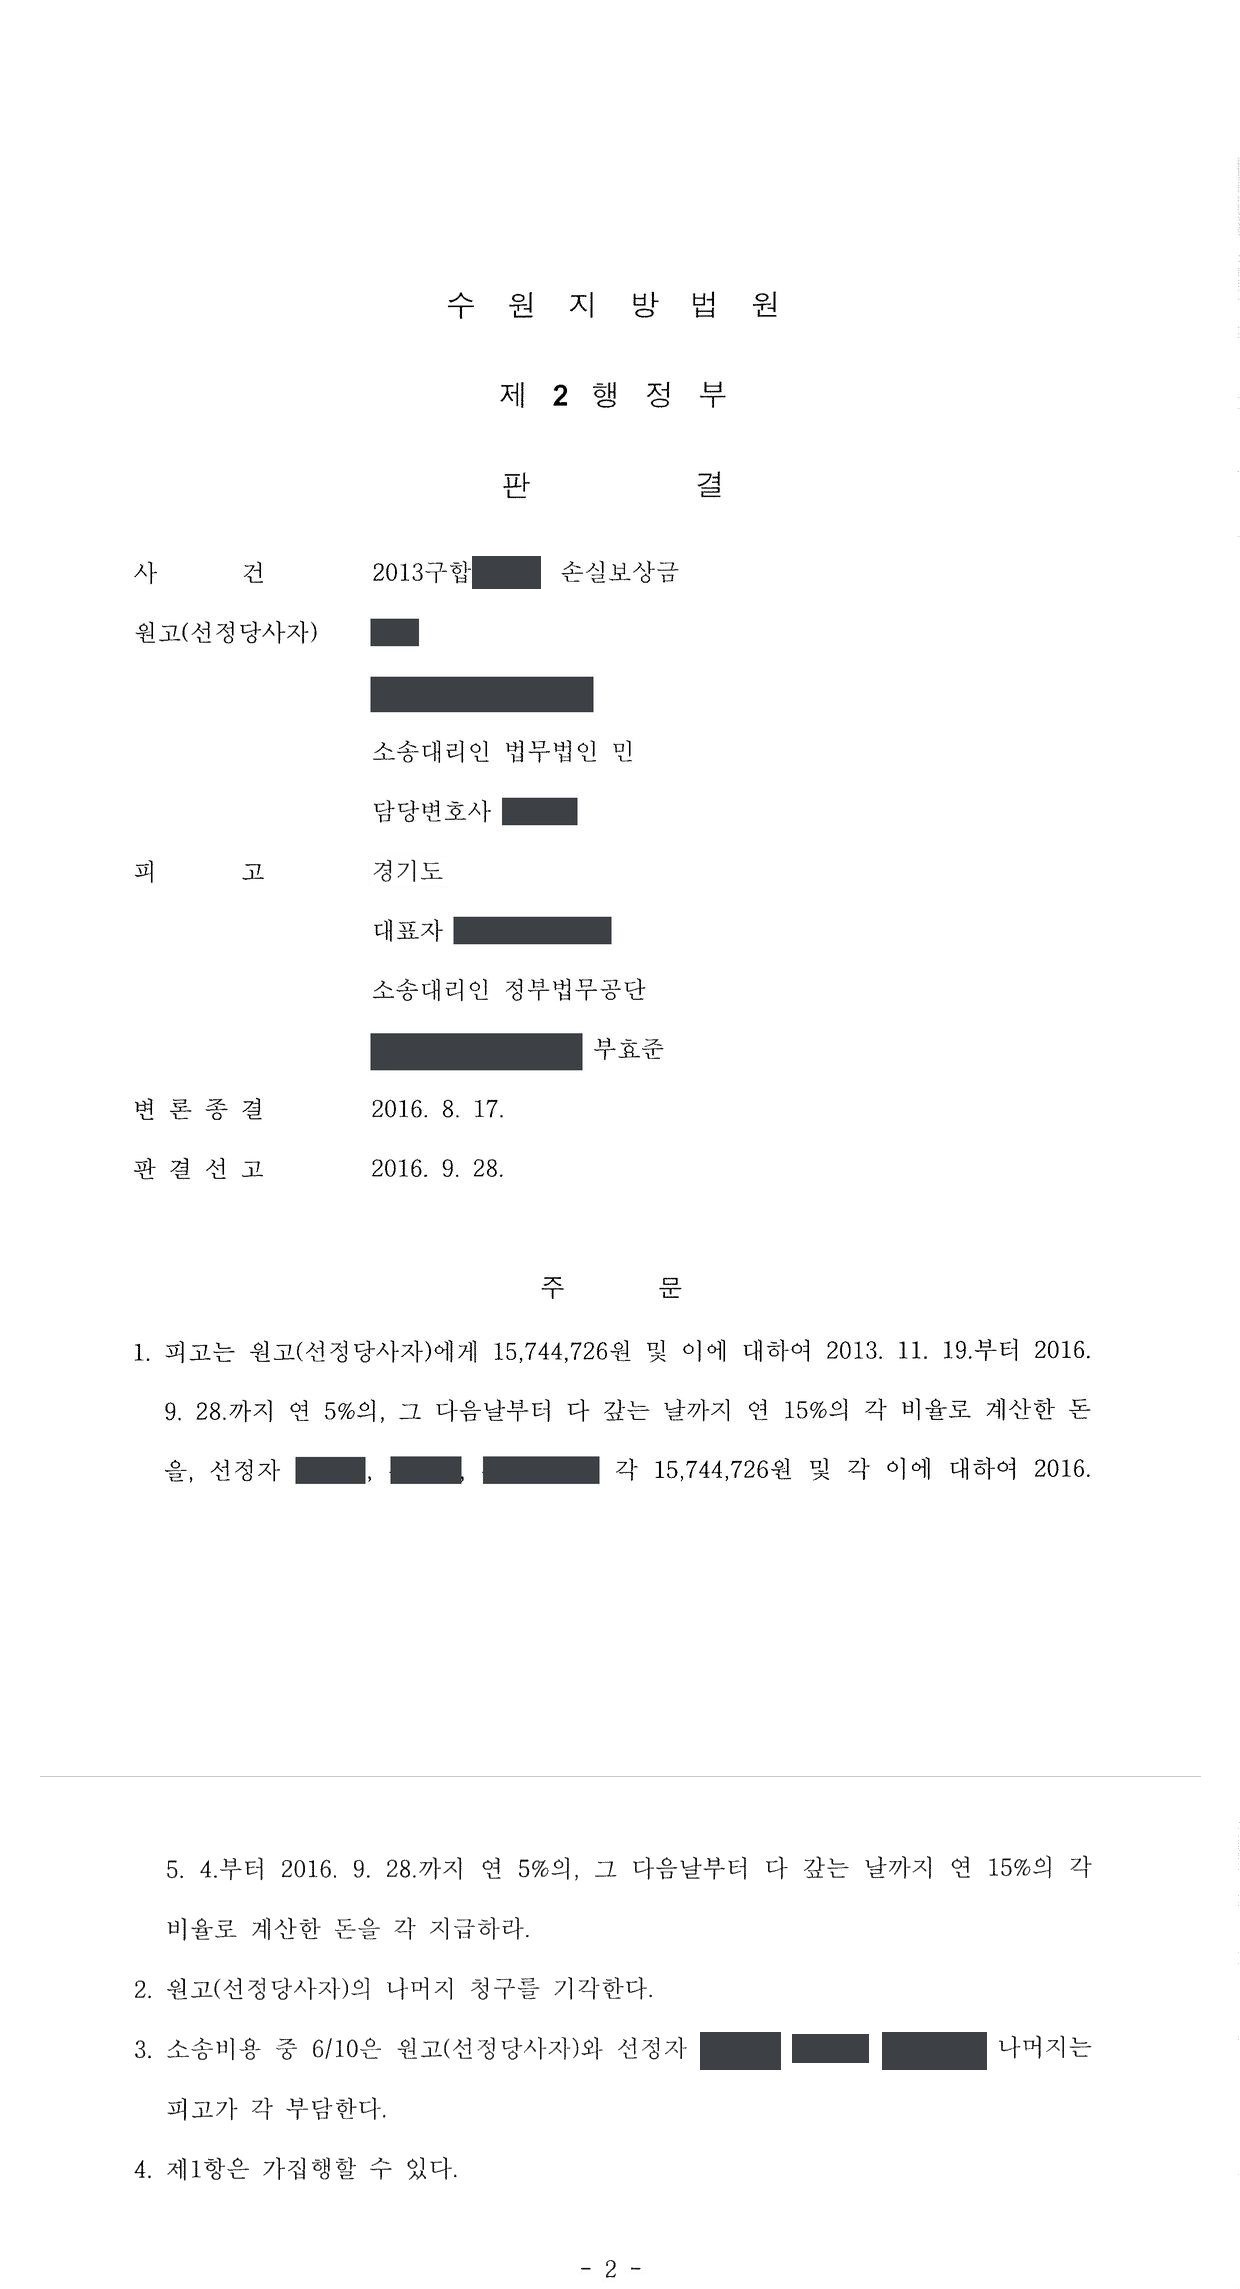 수 원 지 방 법 원
제 2 행 정 부
판 결
사 건 2013구합 손실보상금
원고(선정당사자)
소송대리인 법무법인 민
담당변호사
피 고 경기도
대표자
소송대리인 정부법무공단
부효준
변 론 종 결 2016. 8. 17.
판 결 선 고 2016. 9. 28.
주 문
1. 피고는 원고(선정당사자)에게 15,744,726원 및 이에 대하여 2013. 11. 19.부터 2016.
9. 28.까지 연 5%의, 그 다음날부터 다 갚는 날까지 연 15%의 각 비율로 계산한 돈
을, 선정자 , , 각 15,744,726원 및 각 이에 대하여 2016.
5. 4.부터 2016. 9. 28.까지 연 5%의, 그 다음날부터 다 갚는 날까지 연 15%의 각
비율로 계산한 돈을 각 지급하라.
2. 원고(선정당사자)의 나머지 청구를 기각한다.
3. 소송비용 중 6/10은 원고(선정당사자)와 선정자 나머지는
피고가 각 부담한다.
4. 제1항은 가집행할 수 있다.
- 2 -